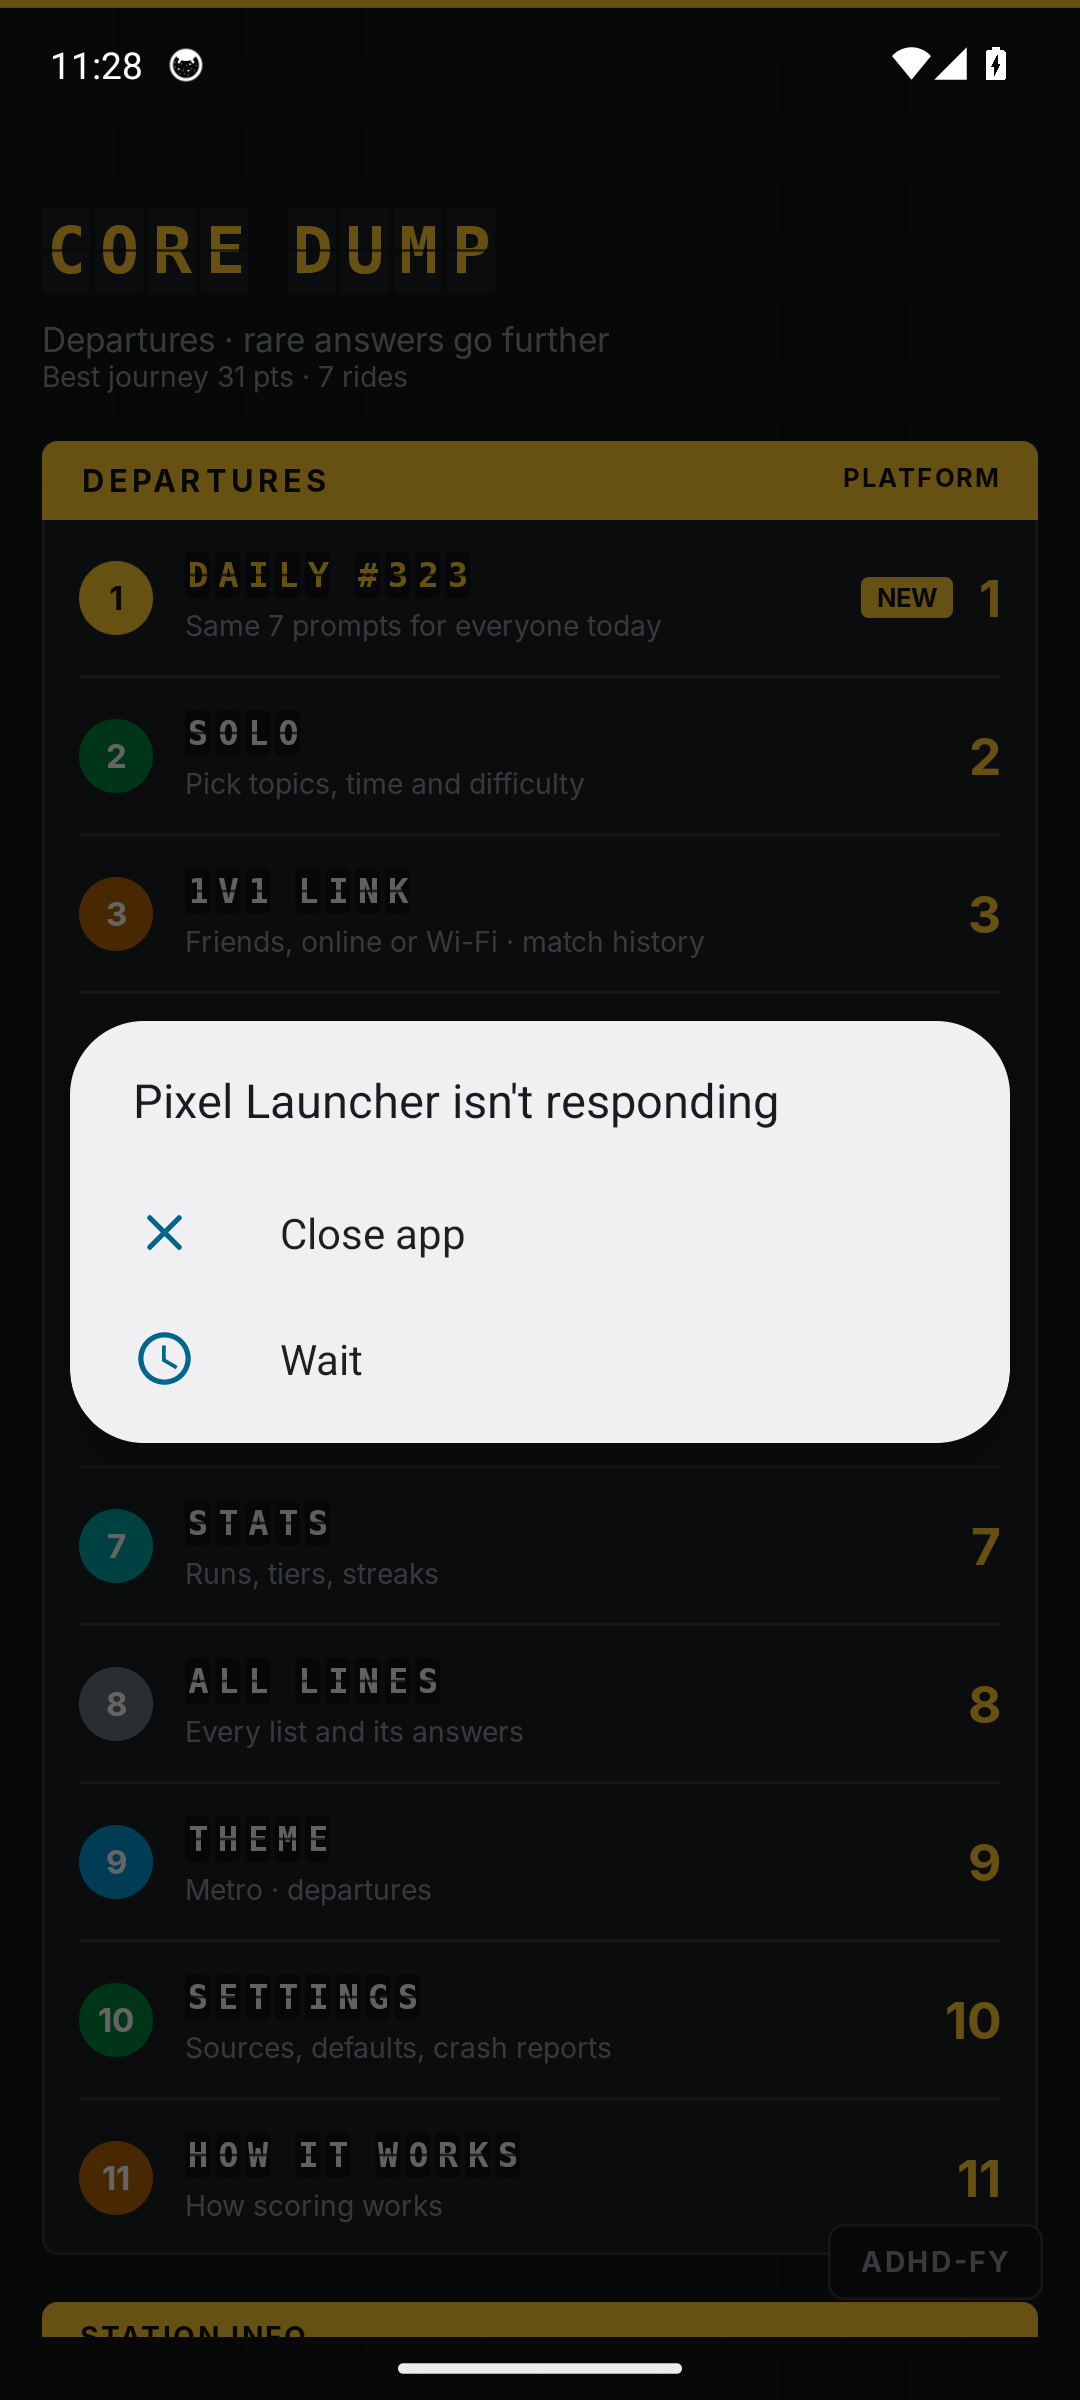 11:28
CORE DUMP
Departures · rare answers go further
Best journey 31 pts · 7 rides
DEPARTURES PLATFORM
1 DAILY #323 NEW 1
Same 7 prompts for everyone today
2 SOLO 2
Pick topics, time and difficulty
3 1V1 LINK 3
Friends, online or Wi-Fi · match history
Pixel Launcher isn't responding
Close app
Wait
7 STATS 7
Runs, tiers, streaks
8 ALL LINES 8
Every list and its answers
9 THEME 9
Metro · departures
10 SETTINGS 10
Sources, defaults, crash reports
11 HOW IT WORKS 11
How scoring works
ADHD-FY
STATION INFO